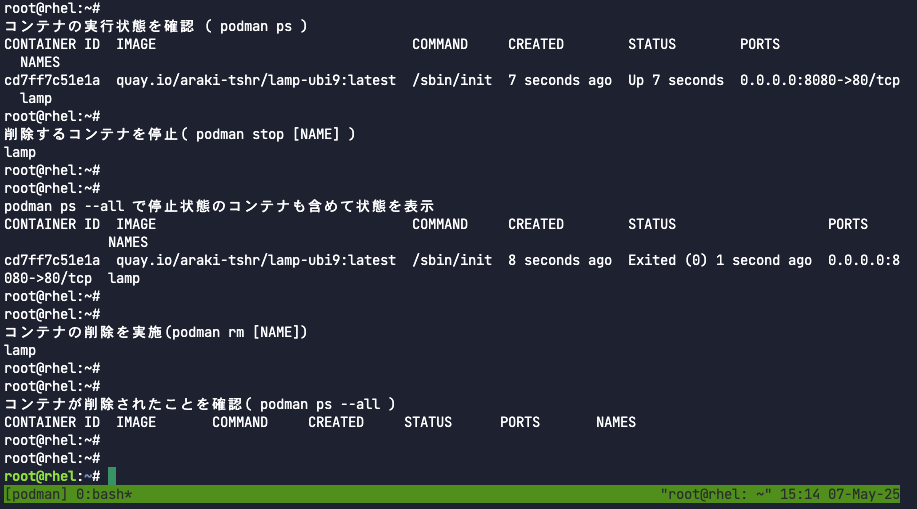 root@rhel:~#
コンテナの実行状態を確認 ( podman ps )
CONTAINER ID  IMAGE                                COMMAND     CREATED        STATUS        PORTS
  NAMES
cd7ff7c51e1a  quay.io/araki-tshr/lamp-ubi9:latest  /sbin/init  7 seconds ago  Up 7 seconds  0.0.0.0:8080->80/tcp
  lamp
root@rhel:~#
削除するコンテナを停止( podman stop [NAME] )
lamp
root@rhel:~#
root@rhel:~#
podman ps --all で停止状態のコンテナも含めて状態を表示
CONTAINER ID  IMAGE                                COMMAND     CREATED        STATUS                   PORTS
             NAMES
cd7ff7c51e1a  quay.io/araki-tshr/lamp-ubi9:latest  /sbin/init  8 seconds ago  Exited (0) 1 second ago  0.0.0.0:8
080->80/tcp  lamp
root@rhel:~#
root@rhel:~#
コンテナの削除を実施(podman rm [NAME])
lamp
root@rhel:~#
root@rhel:~#
コンテナが削除されたことを確認( podman ps --all )
CONTAINER ID  IMAGE       COMMAND     CREATED     STATUS      PORTS       NAMES
root@rhel:~#
root@rhel:~#
root@rhel:~#
[podman] 0:bash*                                                                  "root@rhel: ~" 15:14 07-May-25